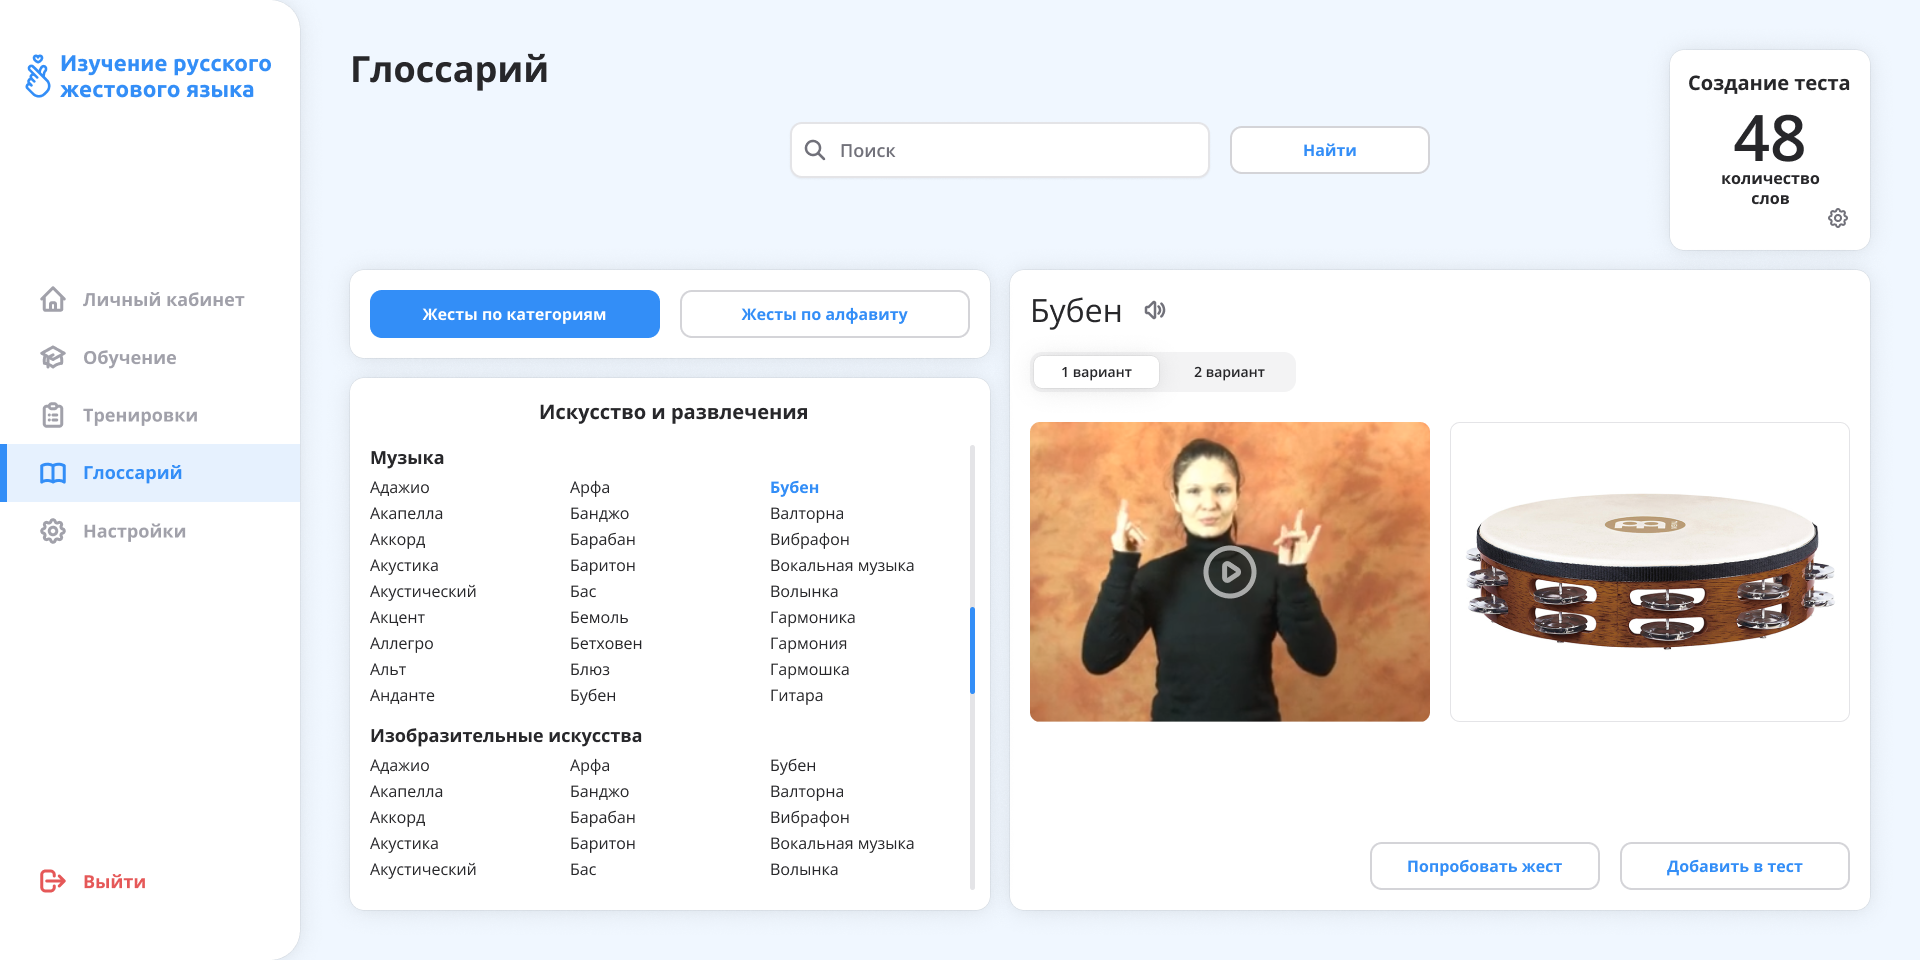 Изучение русского
жестового языка
Личный кабинет
Обучение
Тренировки
Глоссарий
Настройки
Выйти
Глоссарий
Поиск
Найти
Создание теста
48
количество
слов
Жесты по категориям
Жесты по алфавиту
Искусство и развлечения
Музыка
Адажио
Акапелла
Аккорд
Акустика
Акустический
Акцент
Аллегро
Альт
Анданте
Арфа
Банджо
Барабан
Баритон
Бас
Бемоль
Бетховен
Блюз
Бубен
Бубен
Валторна
Вибрафон
Вокальная музыка
Волынка
Гармоника
Гармония
Гармошка
Гитара
Изобразительные искусства
Адажио
Акапелла
Аккорд
Акустика
Акустический
Арфа
Банджо
Барабан
Баритон
Бас
Бубен
Валторна
Вибрафон
Вокальная музыка
Волынка
Бубен
1 вариант
2 вариант
Попробовать жест
Добавить в тест